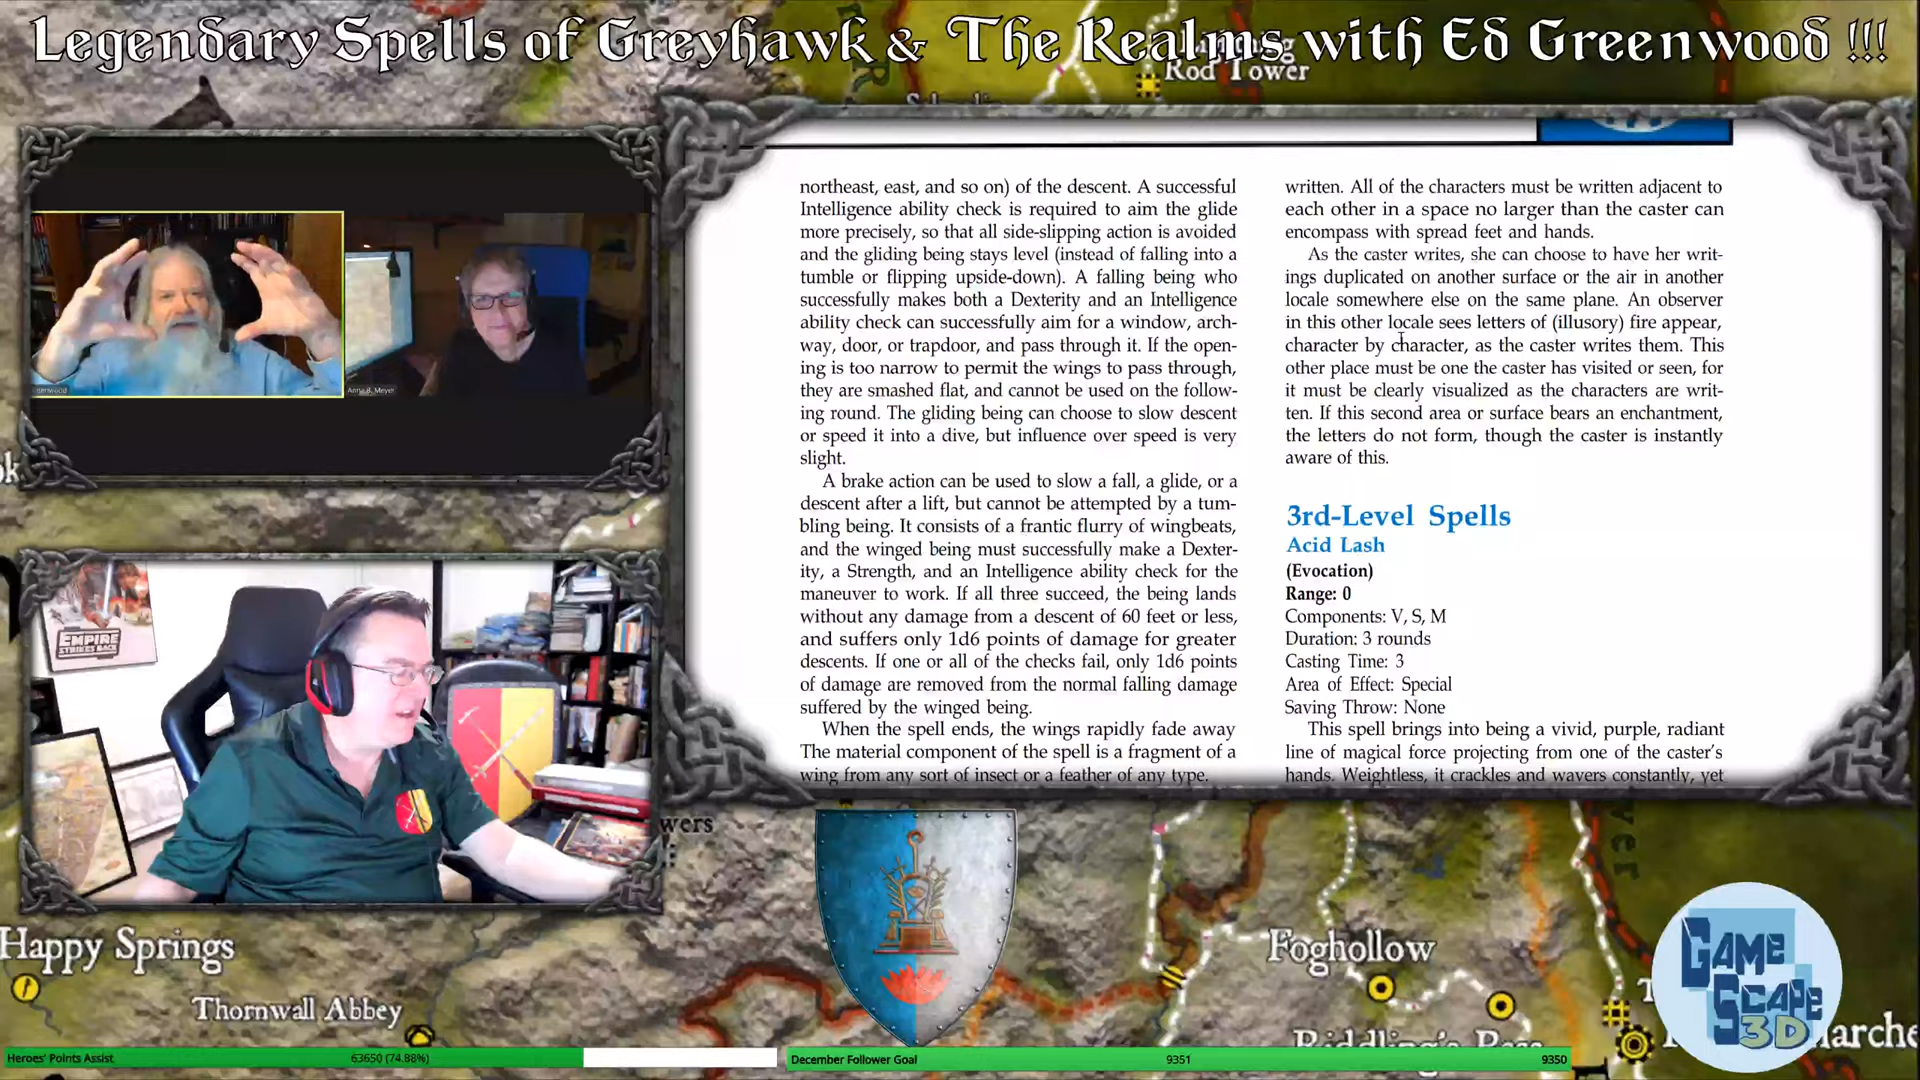 Legendary Spells of Greyhawk & The Realms with Ed Greenwood !!!
Rod Tower
northeast, east, and so on) of the descent. A successful
Intelligence ability check is required to aim the glide
more precisely, so that all side-slipping action is avoided
and the gliding being stays level (instead of falling into a
tumble or flipping upside-down). A falling being who
successfully makes both a Dexterity and an Intelligence
ability check can successfully aim for a window, arch-
way, door, or trapdoor, and pass through it. If the open-
ing is too narrow to permit the wings to pass through,
they are smashed flat, and cannot be used on the follow-
ing round. The gliding being can choose to slow descent
or speed it into a dive, but influence over speed is very
slight.
A brake action can be used to slow a fall, a glide, or a
descent after a lift, but cannot be attempted by a tum-
bling being. It consists of a frantic flurry of wingbeats,
and the winged being must successfully make a Dexter-
ity, a Strength, and an Intelligence ability check for the
maneuver to work. If all three succeed, the being lands
without any damage from a descent of 60 feet or less,
and suffers only 1d6 points of damage for greater
descents. If one or all of the checks fail, only 1d6 points
of damage are removed from the normal falling damage
suffered by the winged being.
When the spell ends, the wings rapidly fade away
The material component of the spell is a fragment of a
wing from any sort of insect or a feather of any type.
written. All of the characters must be written adjacent to
each other in a space no larger than the caster can
encompass with spread feet and hands.
As the caster writes, she can choose to have her writ-
ings duplicated on another surface or the air in another
locale somewhere else on the same plane. An observer
in this other locale sees letters of (illusory) fire appear,
character by character, as the caster writes them. This
other place must be one the caster has visited or seen, for
it must be clearly visualized as the characters are writ-
ten. If this second area or surface bears an enchantment,
the letters do not form, though the caster is instantly
aware of this.
3rd-Level Spells
Acid Lash
(Evocation)
Range: 0
Components: V, S, M
Duration: 3 rounds
Casting Time: 3
Area of Effect: Special
Saving Throw: None
This spell brings into being a vivid, purple, radiant
line of magical force projecting from one of the caster's
hands. Weightless, it crackles and wavers constantly, yet
Anna B. Meyer
EMPIRE
STRIKES BACK
wers
Happy Springs
Thornwall Abbey
Foghollow
GAME
SCAPE
3D
arche
Heroes' Points Assist 63650 (74.88%)
December Follower Goal 9351 9350